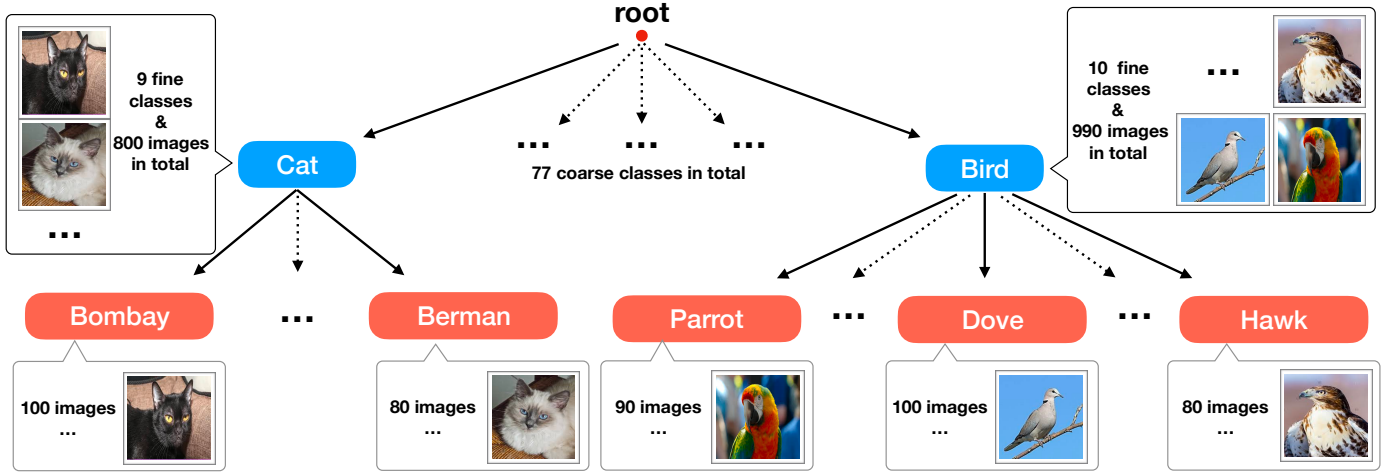 root
9 fine
classes
&
800 images
in total
...
10 fine
classes
&
990 images
in total
...
Cat
... ... ...
77 coarse classes in total
Bird
Bombay
...
Berman
Parrot
...
Dove
...
Hawk
100 images
...
80 images
...
90 images
...
100 images
...
80 images
...